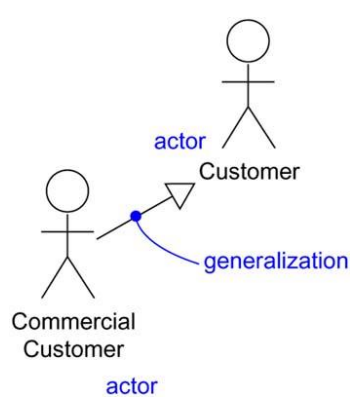 actor
Customer
generalization
Commercial
Customer
actor